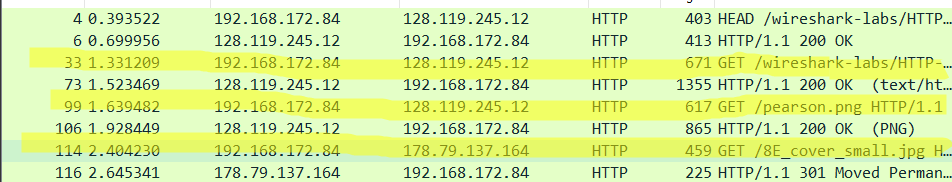 4 0.393522 192.168.172.84 128.119.245.12 HTTP 403 HEAD /wireshark-labs/HTTP…
6 0.699956 128.119.245.12 192.168.172.84 HTTP 413 HTTP/1.1 200 OK
33 1.331209 192.168.172.84 128.119.245.12 HTTP 671 GET /wireshark-labs/HTTP-…
73 1.523469 128.119.245.12 192.168.172.84 HTTP 1355 HTTP/1.1 200 OK (text/ht…
99 1.639482 192.168.172.84 128.119.245.12 HTTP 617 GET /pearson.png HTTP/1.1
106 1.928449 128.119.245.12 192.168.172.84 HTTP 865 HTTP/1.1 200 OK (PNG)
114 2.404230 192.168.172.84 178.79.137.164 HTTP 459 GET /8E_cover_small.jpg H…
116 2.645341 178.79.137.164 192.168.172.84 HTTP 225 HTTP/1.1 301 Moved Perman…